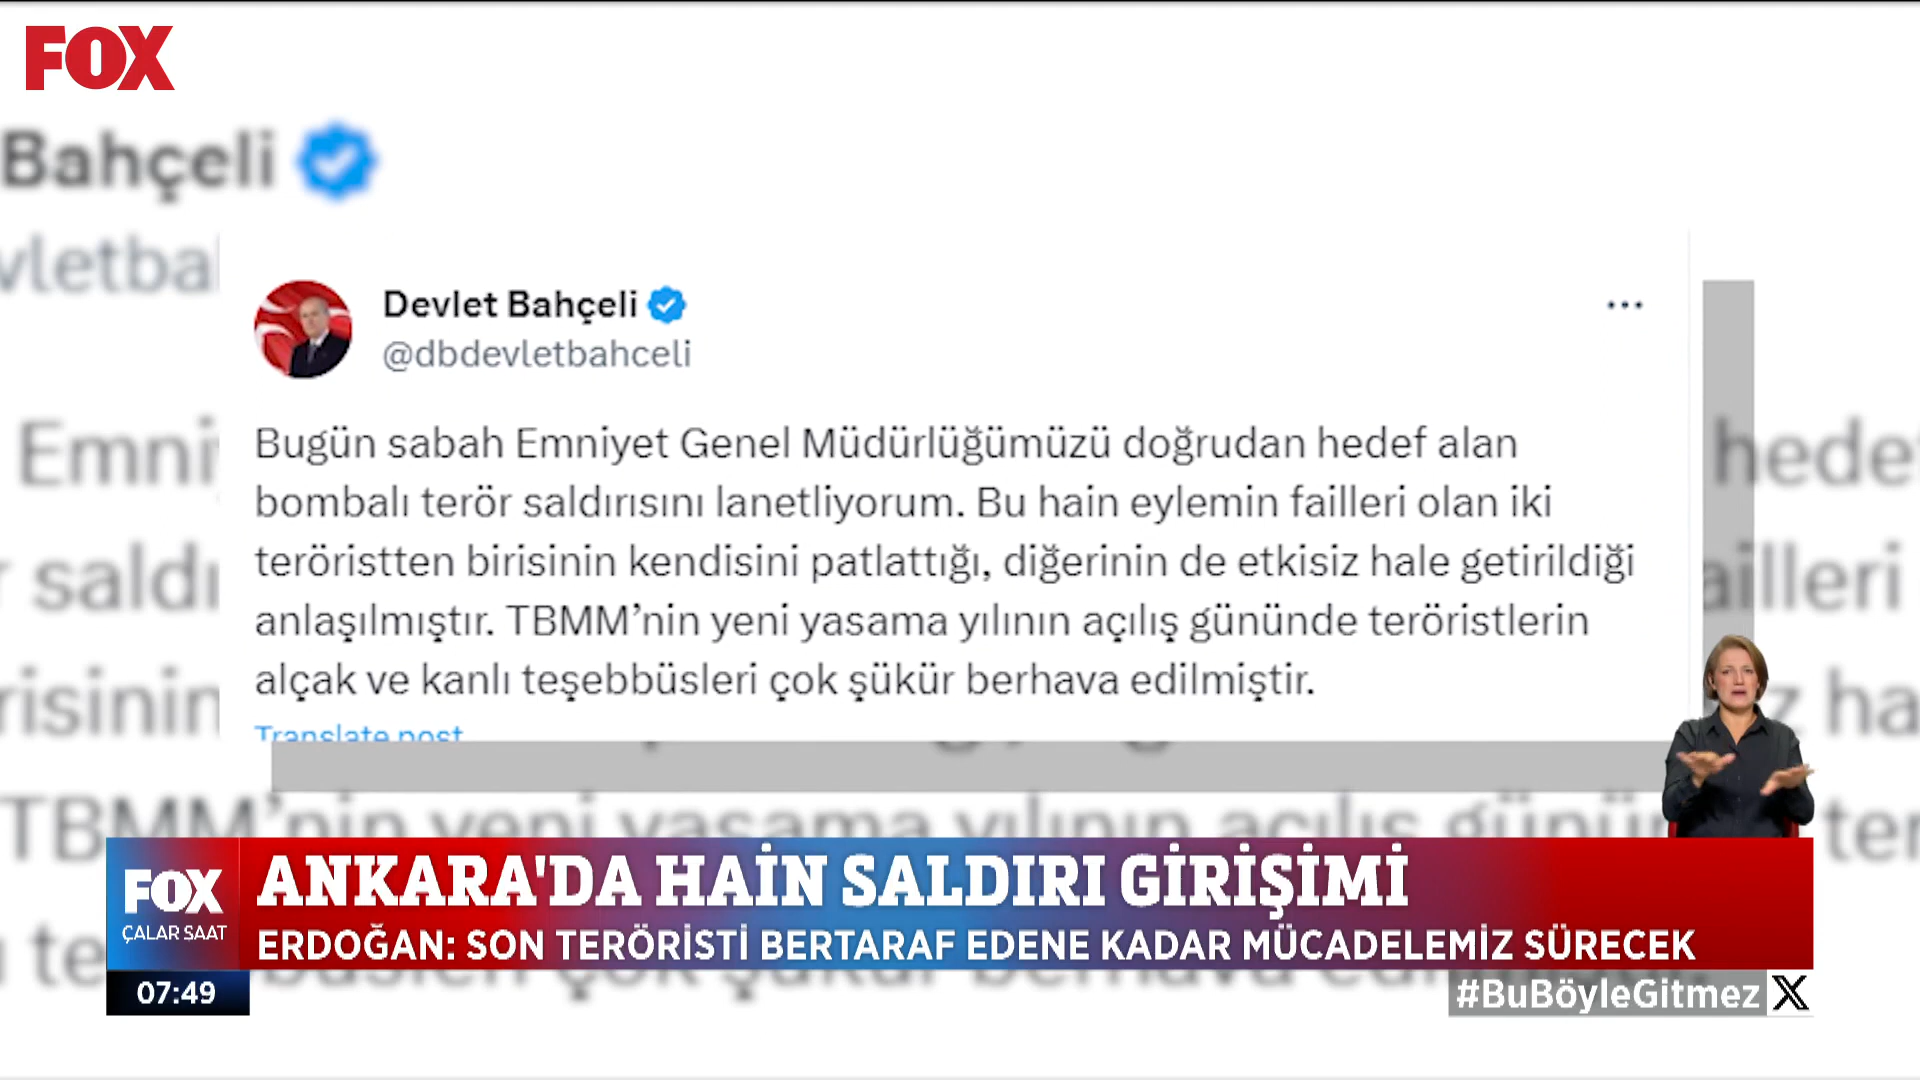 FOX
Bahçeli
Devlet Bahçeli
@dbdevletbahceli
Bugün sabah Emniyet Genel Müdürlüğümüzü doğrudan hedef alan
bombalı terör saldırısını lanetliyorum. Bu hain eylemin failleri olan iki
teröristten birisinin kendisini patlattığı, diğerinin de etkisiz hale getirildiği
anlaşılmıştır. TBMM’nin yeni yasama yılının açılış gününde teröristlerin
alçak ve kanlı teşebbüsleri çok şükür berhava edilmiştir.
Translate post
FOX
ÇALAR SAAT
ANKARA'DA HAİN SALDIRI GİRİŞİMİ
ERDOĞAN: SON TERÖRİSTİ BERTARAF EDENE KADAR MÜCADELEMİZ SÜRECEK
07:49
#BuBöyleGitmez X